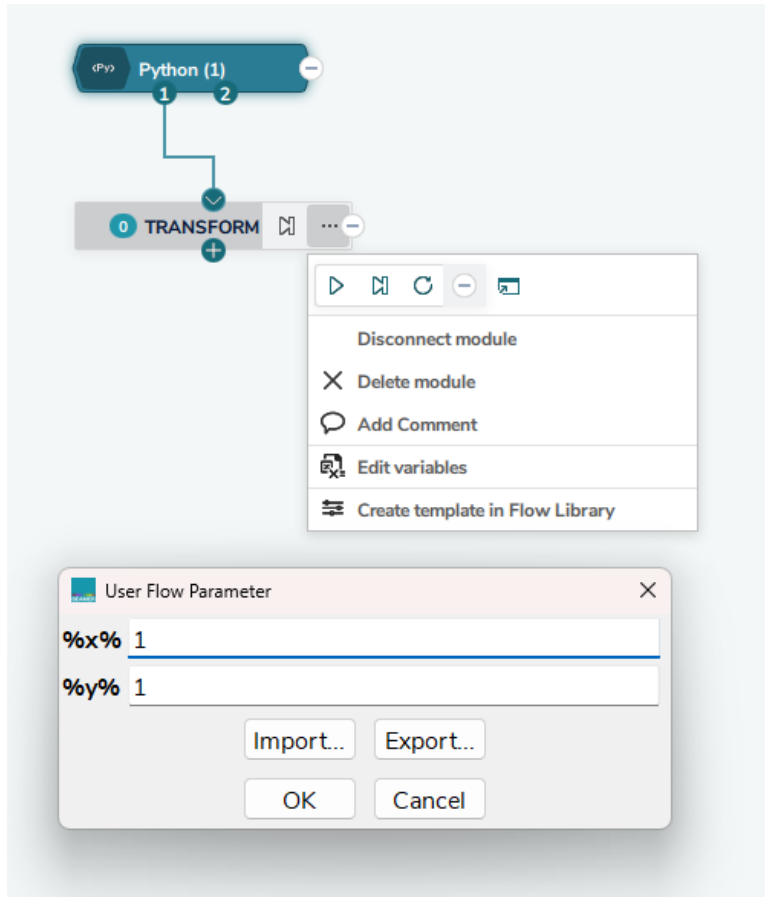 <Py> Python (1)
1 2
0 TRANSFORM ...
Disconnect module
Delete module
Add Comment
Edit variables
Create template in Flow Library
User Flow Parameter
%x% 1
%y% 1
Import... Export...
OK Cancel